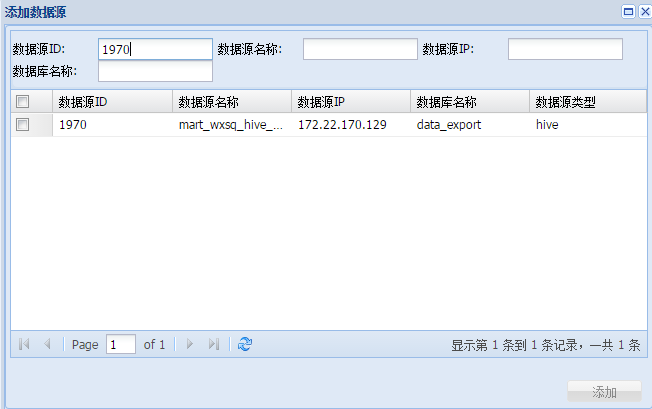 添加数据源
数据源ID: 1970 数据源名称: 数据源IP:
数据库名称:
数据源ID 数据源名称 数据源IP 数据库名称 数据源类型
1970 mart_wxsq_hive_... 172.22.170.129 data_export hive
Page 1 of 1 显示第 1 条到 1 条记录，一共 1 条
添加